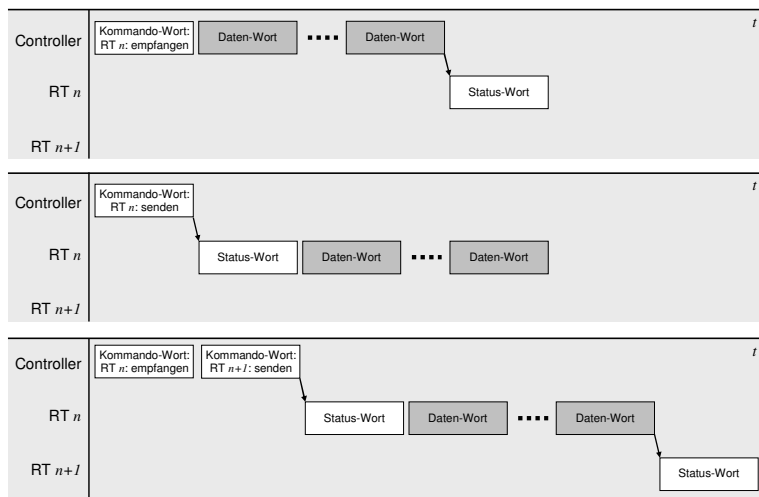 t
Controller
Kommando-Wort:
RT n: empfangen
Daten-Wort
Daten-Wort
RT n
Status-Wort
RT n+1
t
Controller
Kommando-Wort:
RT n: senden
RT n
Status-Wort
Daten-Wort
Daten-Wort
RT n+1
t
Controller
Kommando-Wort:
RT n: empfangen
Kommando-Wort:
RT n+1: senden
RT n
Status-Wort
Daten-Wort
Daten-Wort
RT n+1
Status-Wort